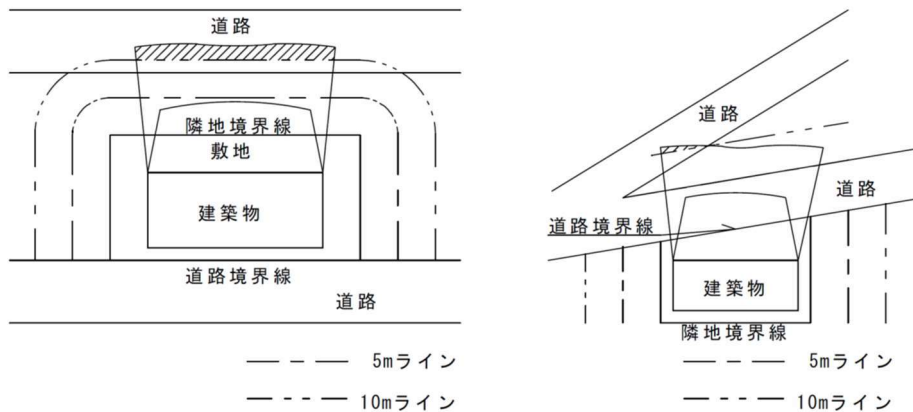 道路
隣地境界線
敷地
建築物
道路境界線
道路
5mライン
10mライン
道路
道路
道路境界線
建築物
隣地境界線
5mライン
10mライン